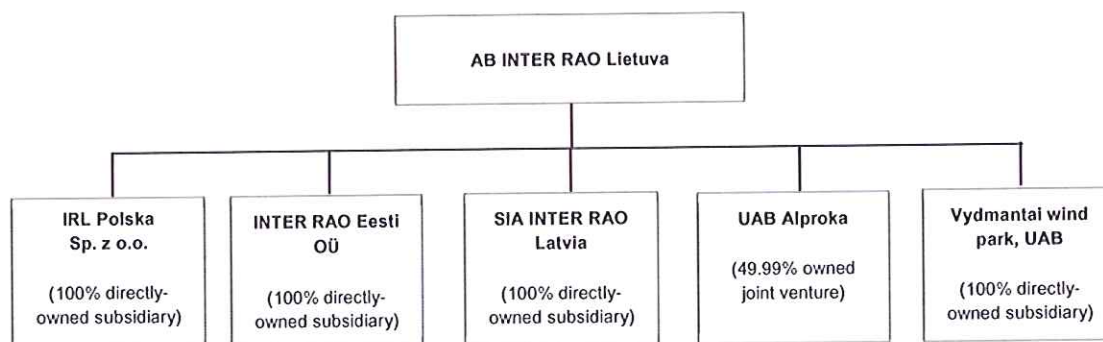 AB INTER RAO Lietuva
IRL Polska
Sp. z o.o.
(100% directly-
owned subsidiary)
INTER RAO Eesti
OÜ
(100% directly-
owned subsidiary)
SIA INTER RAO
Latvia
(100% directly-
owned subsidiary)
UAB Alproka
(49.99% owned
joint venture)
Vydmantai wind
park, UAB
(100% directly-
owned subsidiary)